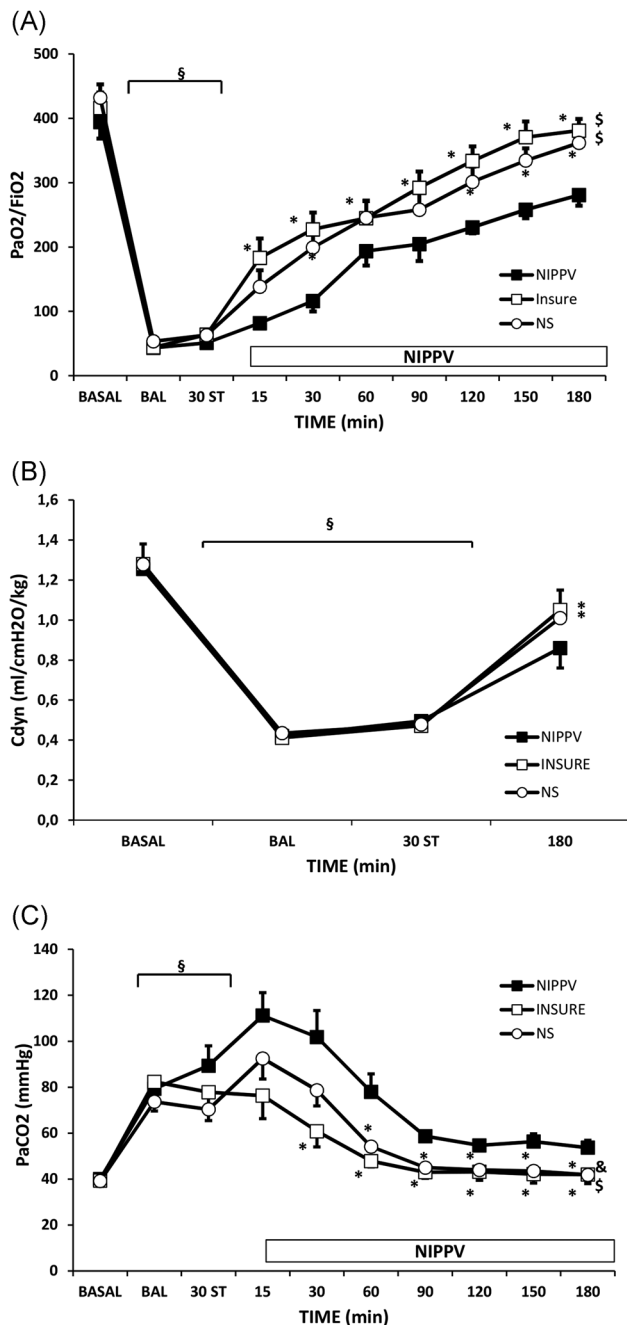 (A)
500
§
400
* * * * * * * $
$
300
* * * * *
PaO2/FiO2
200
100
0
NIPPV
Insure
NS
NIPPV
BASAL BAL 30 ST 15 30 60 90 120 150 180
TIME (min)
(B)
1,6
1,4
§
1,2
1,0
*
*
0,8
0,6
0,4
0,2
0,0
Cdyn (ml/cmH2O/kg)
NIPPV
INSURE
NS
BASAL BAL 30 ST 180
TIME (min)
(C)
140
§
120
100
80
60
40
20
0
PaCO2 (mmHg)
NIPPV
INSURE
NS
* * * * * &
* * * * * * $
NIPPV
BASAL BAL 30 ST 15 30 60 90 120 150 180
TIME (min)